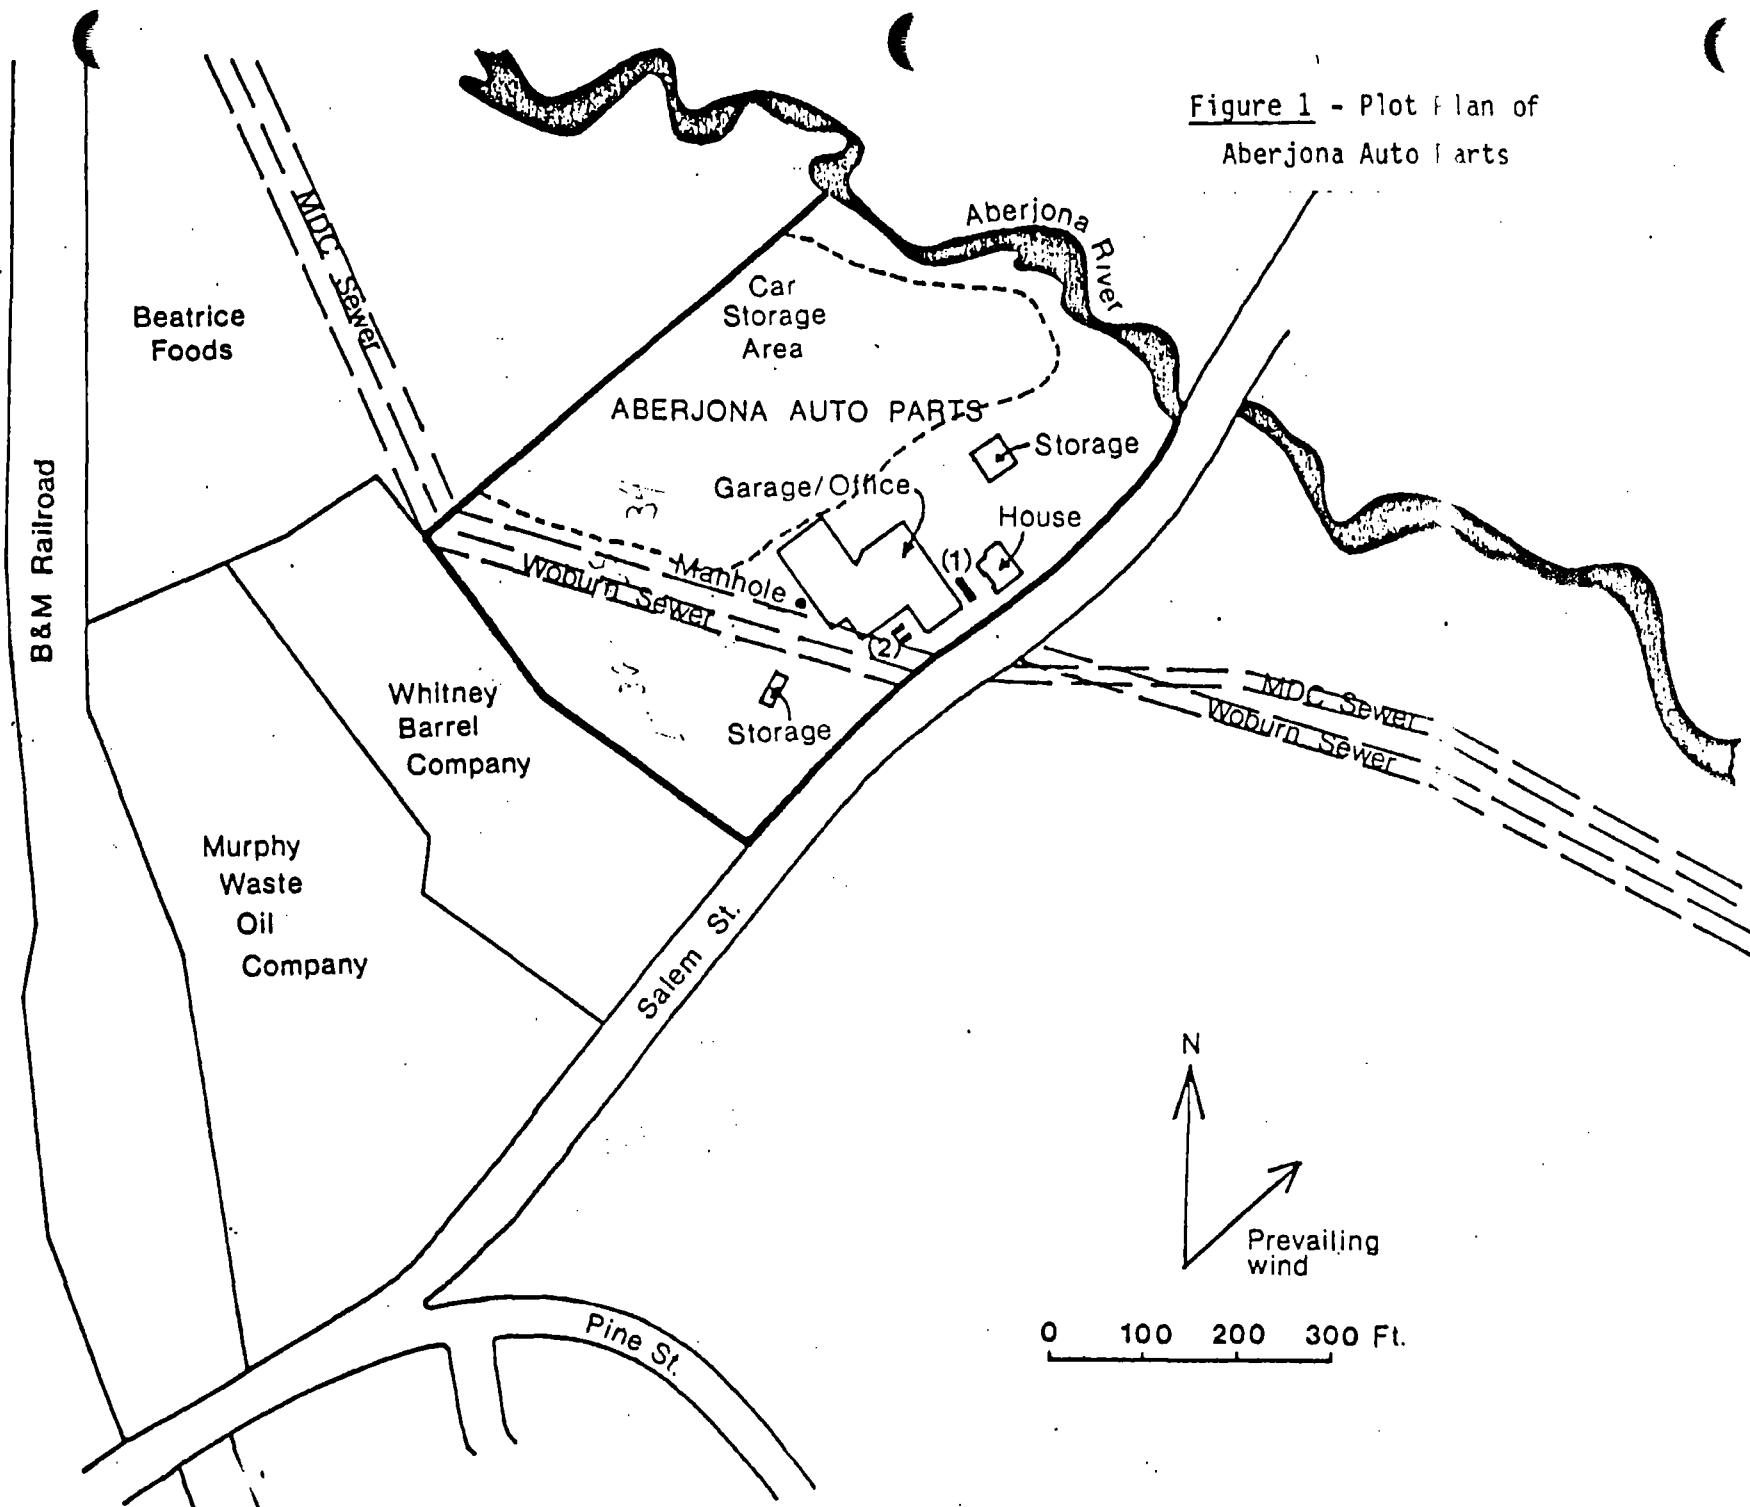 Figure 1 - Plot Plan of
Aberjona Auto Parts
MDC Sewer
Aberjona River
Beatrice
Foods
Car
Storage
Area
ABERJONA AUTO PARTS
Storage
Garage/Office
House
B&M Railroad
(1)
Manhole
Woburn Sewer
(2)
Storage
Whitney
Barrel
Company
MDC Sewer
Woburn Sewer
Murphy
Waste
Oil
Company
Salem St.
N
Prevailing
wind
0 100 200 300 Ft.
Pine St.